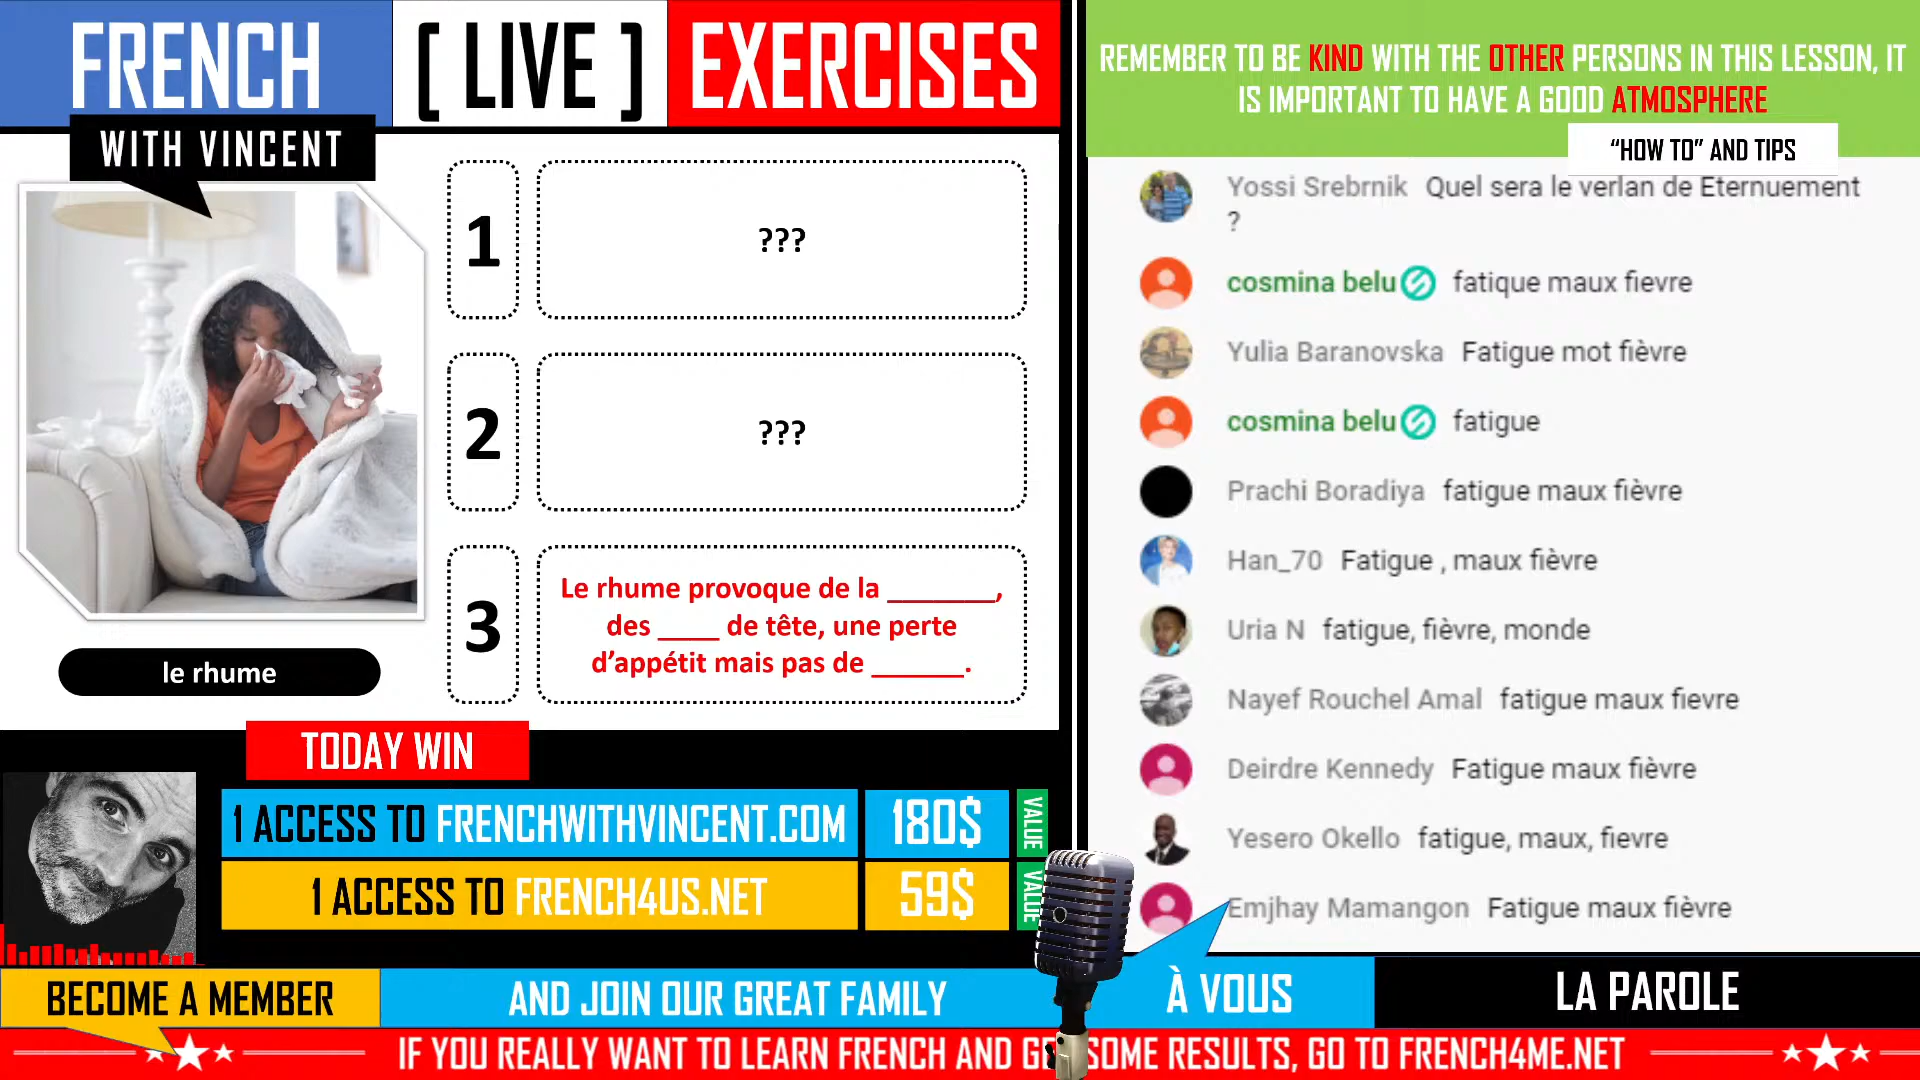 FRENCH
[ LIVE ]
EXERCISES
WITH VINCENT
le rhume
1
???
2
???
3
Le rhume provoque de la _______,
des ____ de tête, une perte
d’appétit mais pas de ______.
TODAY WIN
1 ACCESS TO FRENCHWITHVINCENT.COM
180$
VALUE
1 ACCESS TO FRENCH4US.NET
59$
VALUE
BECOME A MEMBER
AND JOIN OUR GREAT FAMILY
REMEMBER TO BE KIND WITH THE OTHER PERSONS IN THIS LESSON, IT
IS IMPORTANT TO HAVE A GOOD ATMOSPHERE
“HOW TO” AND TIPS
Yossi Srebrnik Quel sera le verlan de Eternuement
?
cosmina belu fatique maux fievre
Yulia Baranovska Fatigue mot fièvre
cosmina belu fatigue
Prachi Boradiya fatigue maux fièvre
Han_70 Fatigue , maux fièvre
Uria N fatigue, fièvre, monde
Nayef Rouchel Amal fatigue maux fievre
Deirdre Kennedy Fatigue maux fièvre
Yesero Okello fatigue, maux, fievre
Emjhay Mamangon Fatigue maux fièvre
À VOUS
LA PAROLE
IF YOU REALLY WANT TO LEARN FRENCH AND SOME RESULTS, GO TO FRENCH4ME.NET